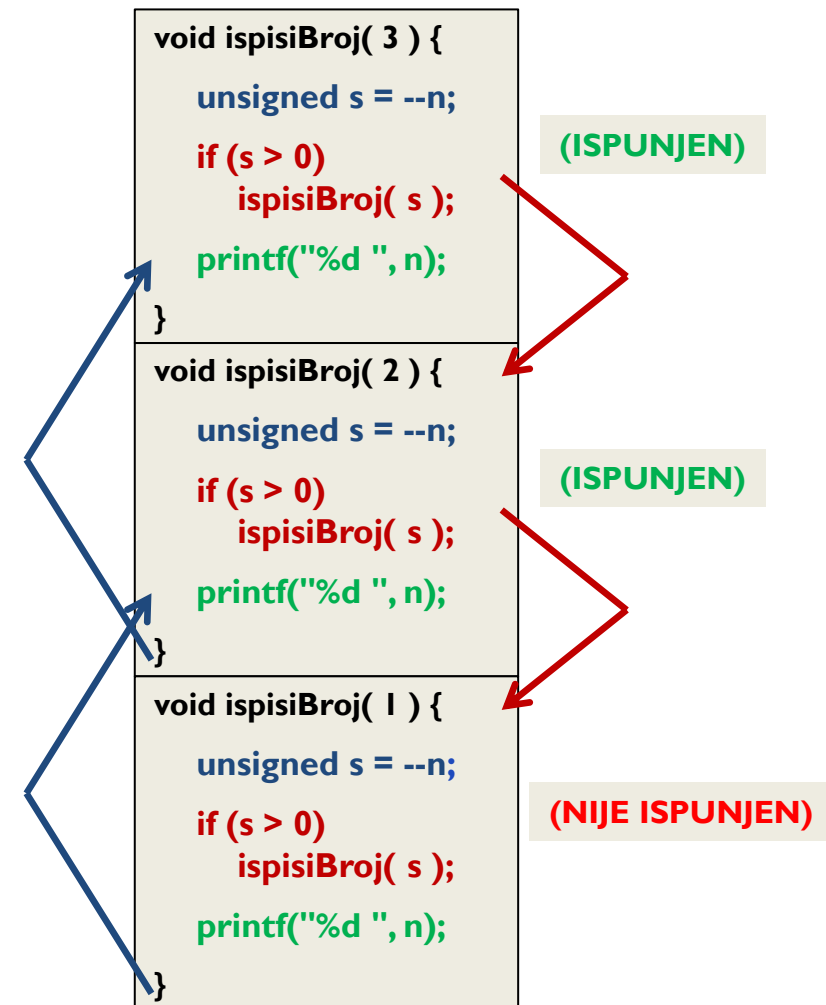 void ispisiBroj( 3 ) {
unsigned s = --n;
if (s > 0)
ispisiBroj( s );
printf("%d ", n);
}
(ISPUNJEN)
void ispisiBroj( 2 ) {
unsigned s = --n;
if (s > 0)
ispisiBroj( s );
printf("%d ", n);
}
(ISPUNJEN)
void ispisiBroj( 1 ) {
unsigned s = --n;
if (s > 0)
ispisiBroj( s );
printf("%d ", n);
}
(NIJE ISPUNJEN)